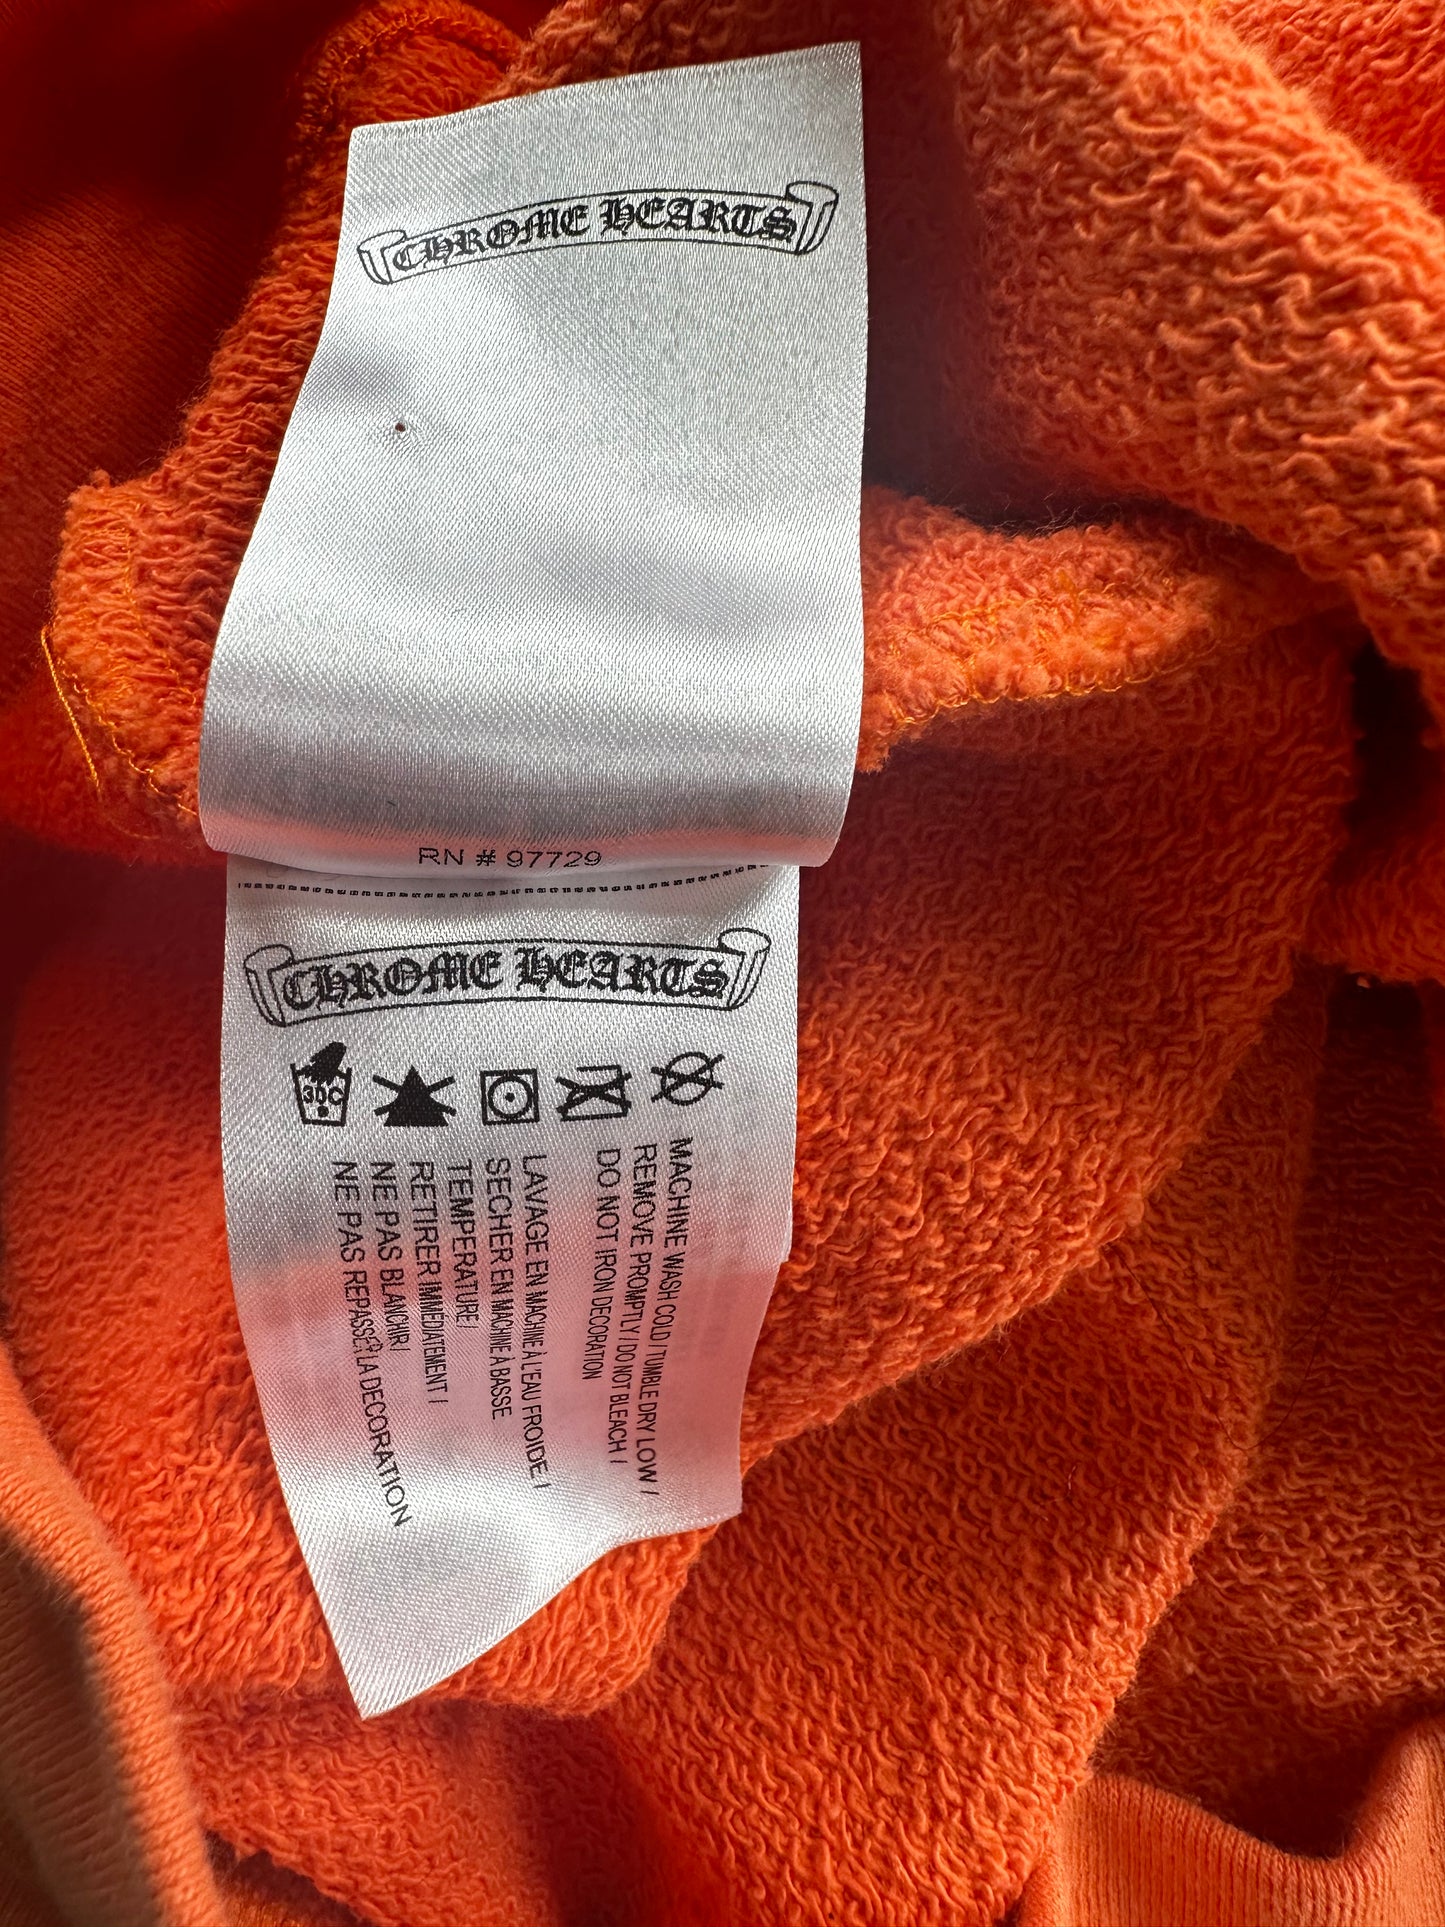 CHROME HEARTS
RN # 97729
CHROME HEARTS
30C
MACHINE WASH COLD / TUMBLE DRY LOW /
REMOVE PROMPTLY / DO NOT BLEACH /
DO NOT IRON DECORATION
LAVAGE EN MACHINE À L'EAU FROIDE /
SECHER EN MACHINE À BASSE
TEMPERATURE /
RETIRER IMMEDIATEMENT /
NE PAS BLANCHIR /
NE PAS REPASSER LA DECORATION